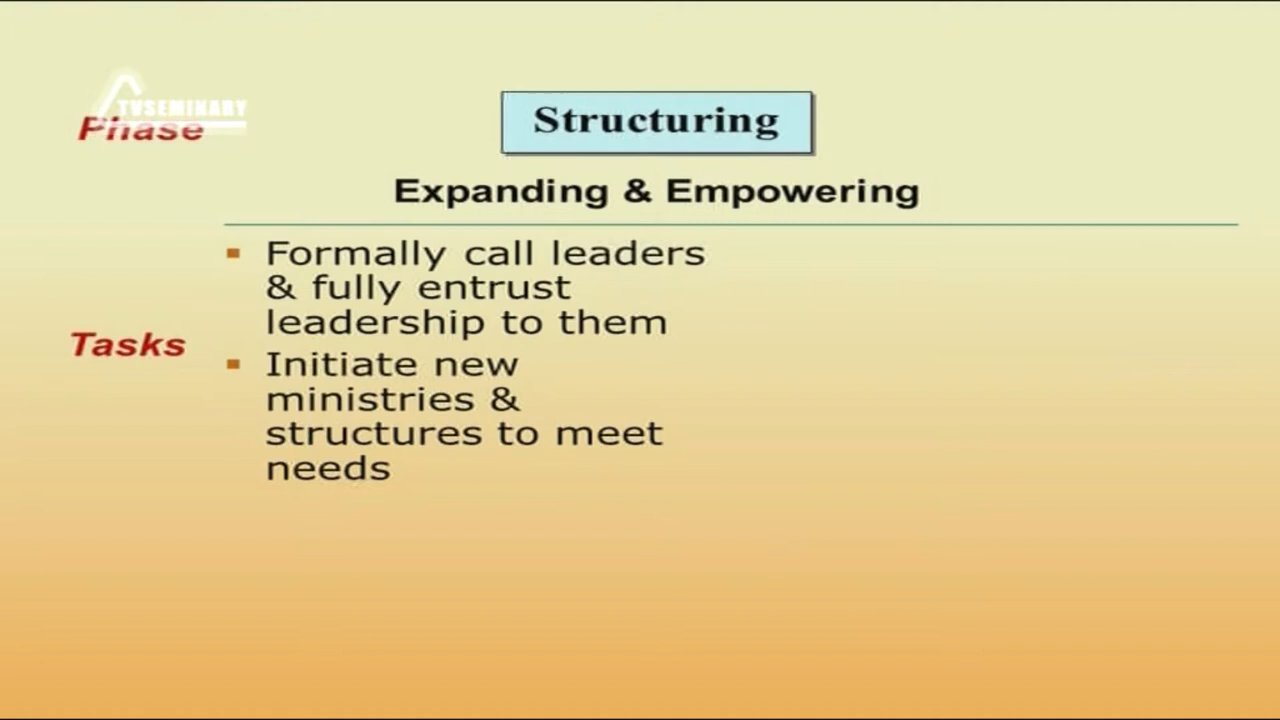 TVSEMINARY
Phase
Structuring
Expanding & Empowering
Formally call leaders
& fully entrust
leadership to them
Tasks
Initiate new
ministries &
structures to meet
needs